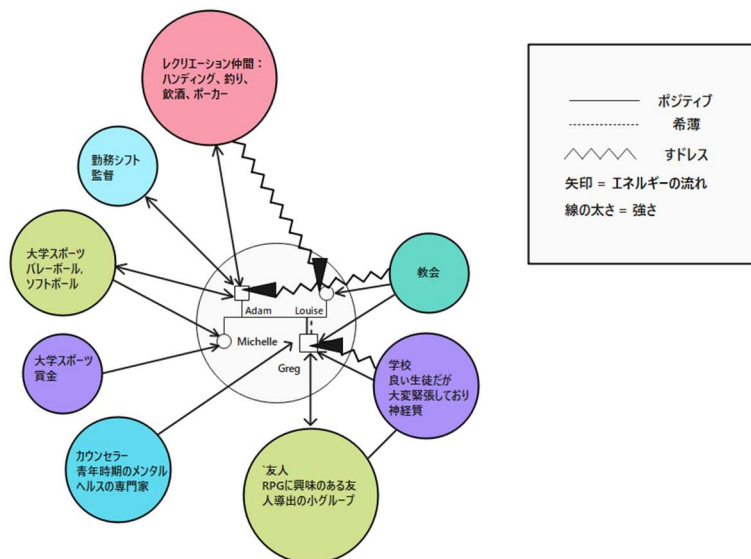 レクリエーション仲間：
ハンディング、釣り、
飲酒、ポーカー
ポジティブ
希薄
すドレス
矢印 = エネルギーの流れ
線の太さ = 強さ
勤務シフト
監督
大学スポーツ
バレーボール,
ソフトボール
教会
Adam
Louise
Michelle
Greg
大学スポーツ
賞金
学校
良い生徒だが
大変緊張しており
神経質
カウンセラー
青年時期のメンタル
ヘルスの専門家
`友人
RPGに興味のある友
人導出の小グループ